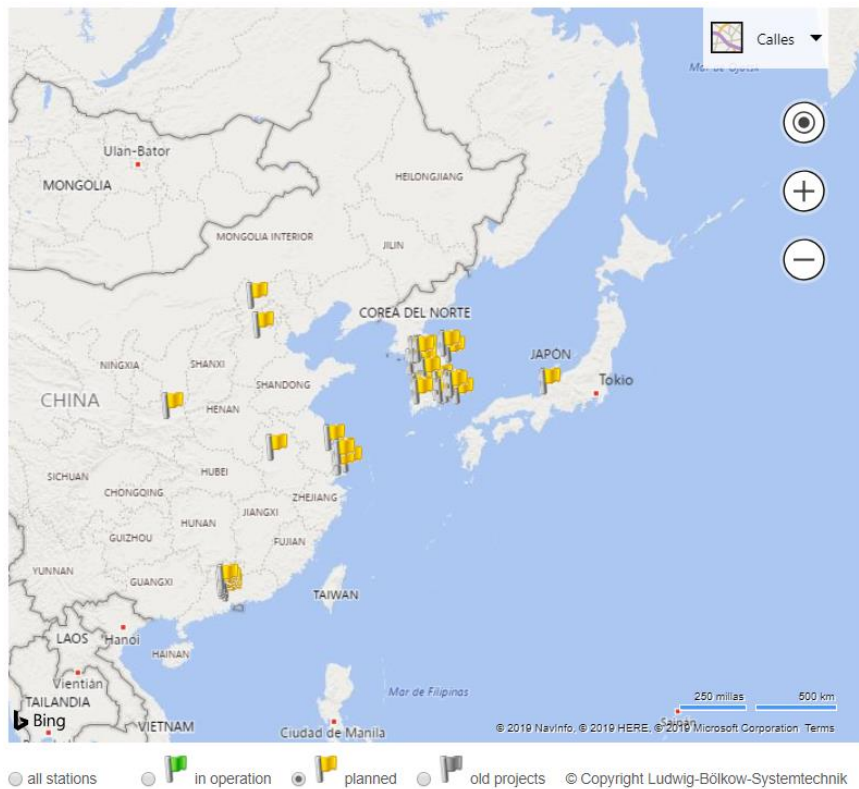 Calles
Mar de Ojotsk
Ulan-Bator
MONGOLIA
HEILONGJIANG
MONGOLIA INTERIOR
JILIN
COREA DEL NORTE
JAPÓN
Tokio
NINGXIA
SHANXI
SHANDONG
CHINA
HENAN
SICHUAN
HUBEI
CHONGQING
ZHEJIANG
HUNAN
JIANGXI
GUIZHOU
FUJIAN
YUNNAN
GUANGXI
TAIWAN
LAOS
Hanói
HAINAN
Vientián
TAILANDIA
Mar de Filipinas
250 millas 500 km
Bing
VIETNAM
Ciudad de Manila
Saipán
© 2019 NavInfo, © 2019 HERE, © 2019 Microsoft Corporation Terms
all stations in operation planned old projects © Copyright Ludwig-Bölkow-Systemtechnik